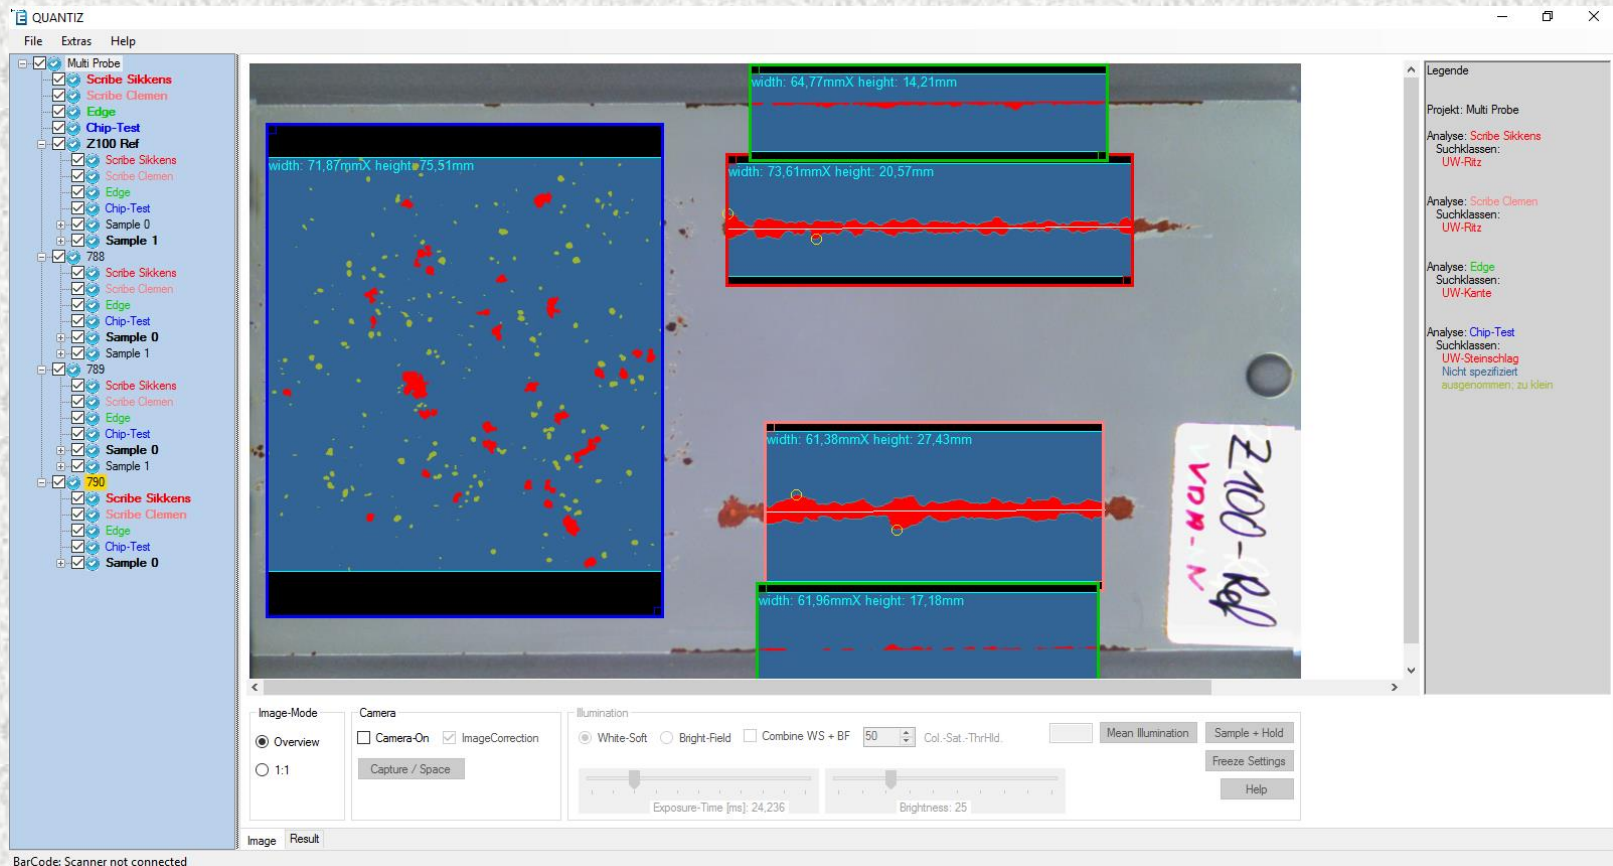 QUANTIZ
File Extras Help
Multi Probe
Scribe Sikkens
Scribe Clemen
Edge
Chip-Test
Z100 Ref
Scribe Sikkens
Scribe Clemen
Edge
Chip-Test
Sample 0
Sample 1
788
Scribe Sikkens
Scribe Clemen
Edge
Chip-Test
Sample 0
Sample 1
789
Scribe Sikkens
Scribe Clemen
Edge
Chip-Test
Sample 0
Sample 1
790
Scribe Sikkens
Scribe Clemen
Edge
Chip-Test
Sample 0
width: 71,87mmX height: 75,51mm
width: 64,77mmX height: 14,21mm
width: 73,61mmX height: 20,57mm
width: 61,38mmX height: 27,43mm
width: 61,96mmX height: 17,18mm
Z100-Ref
VDA-N
Legende
Projekt: Multi Probe
Analyse: Scribe Sikkens
Suchklassen:
UW-Ritz
Analyse: Scribe Clemen
Suchklassen:
UW-Ritz
Analyse: Edge
Suchklassen:
UW-Kante
Analyse: Chip-Test
Suchklassen:
UW-Steinschlag
Nicht spezifiziert
ausgenommen; zu klein
Image-Mode
Overview
1:1
Camera
Camera-On ImageCorrection
Capture / Space
Illumination
White-Soft Bright-Field Combine WS + BF 50 Col.-Sat.-ThrHld.
Mean Illumination
Sample + Hold
Freeze Settings
Help
Exposure-Time [ms]: 24,236
Brightness: 25
Image Result
BarCode: Scanner not connected